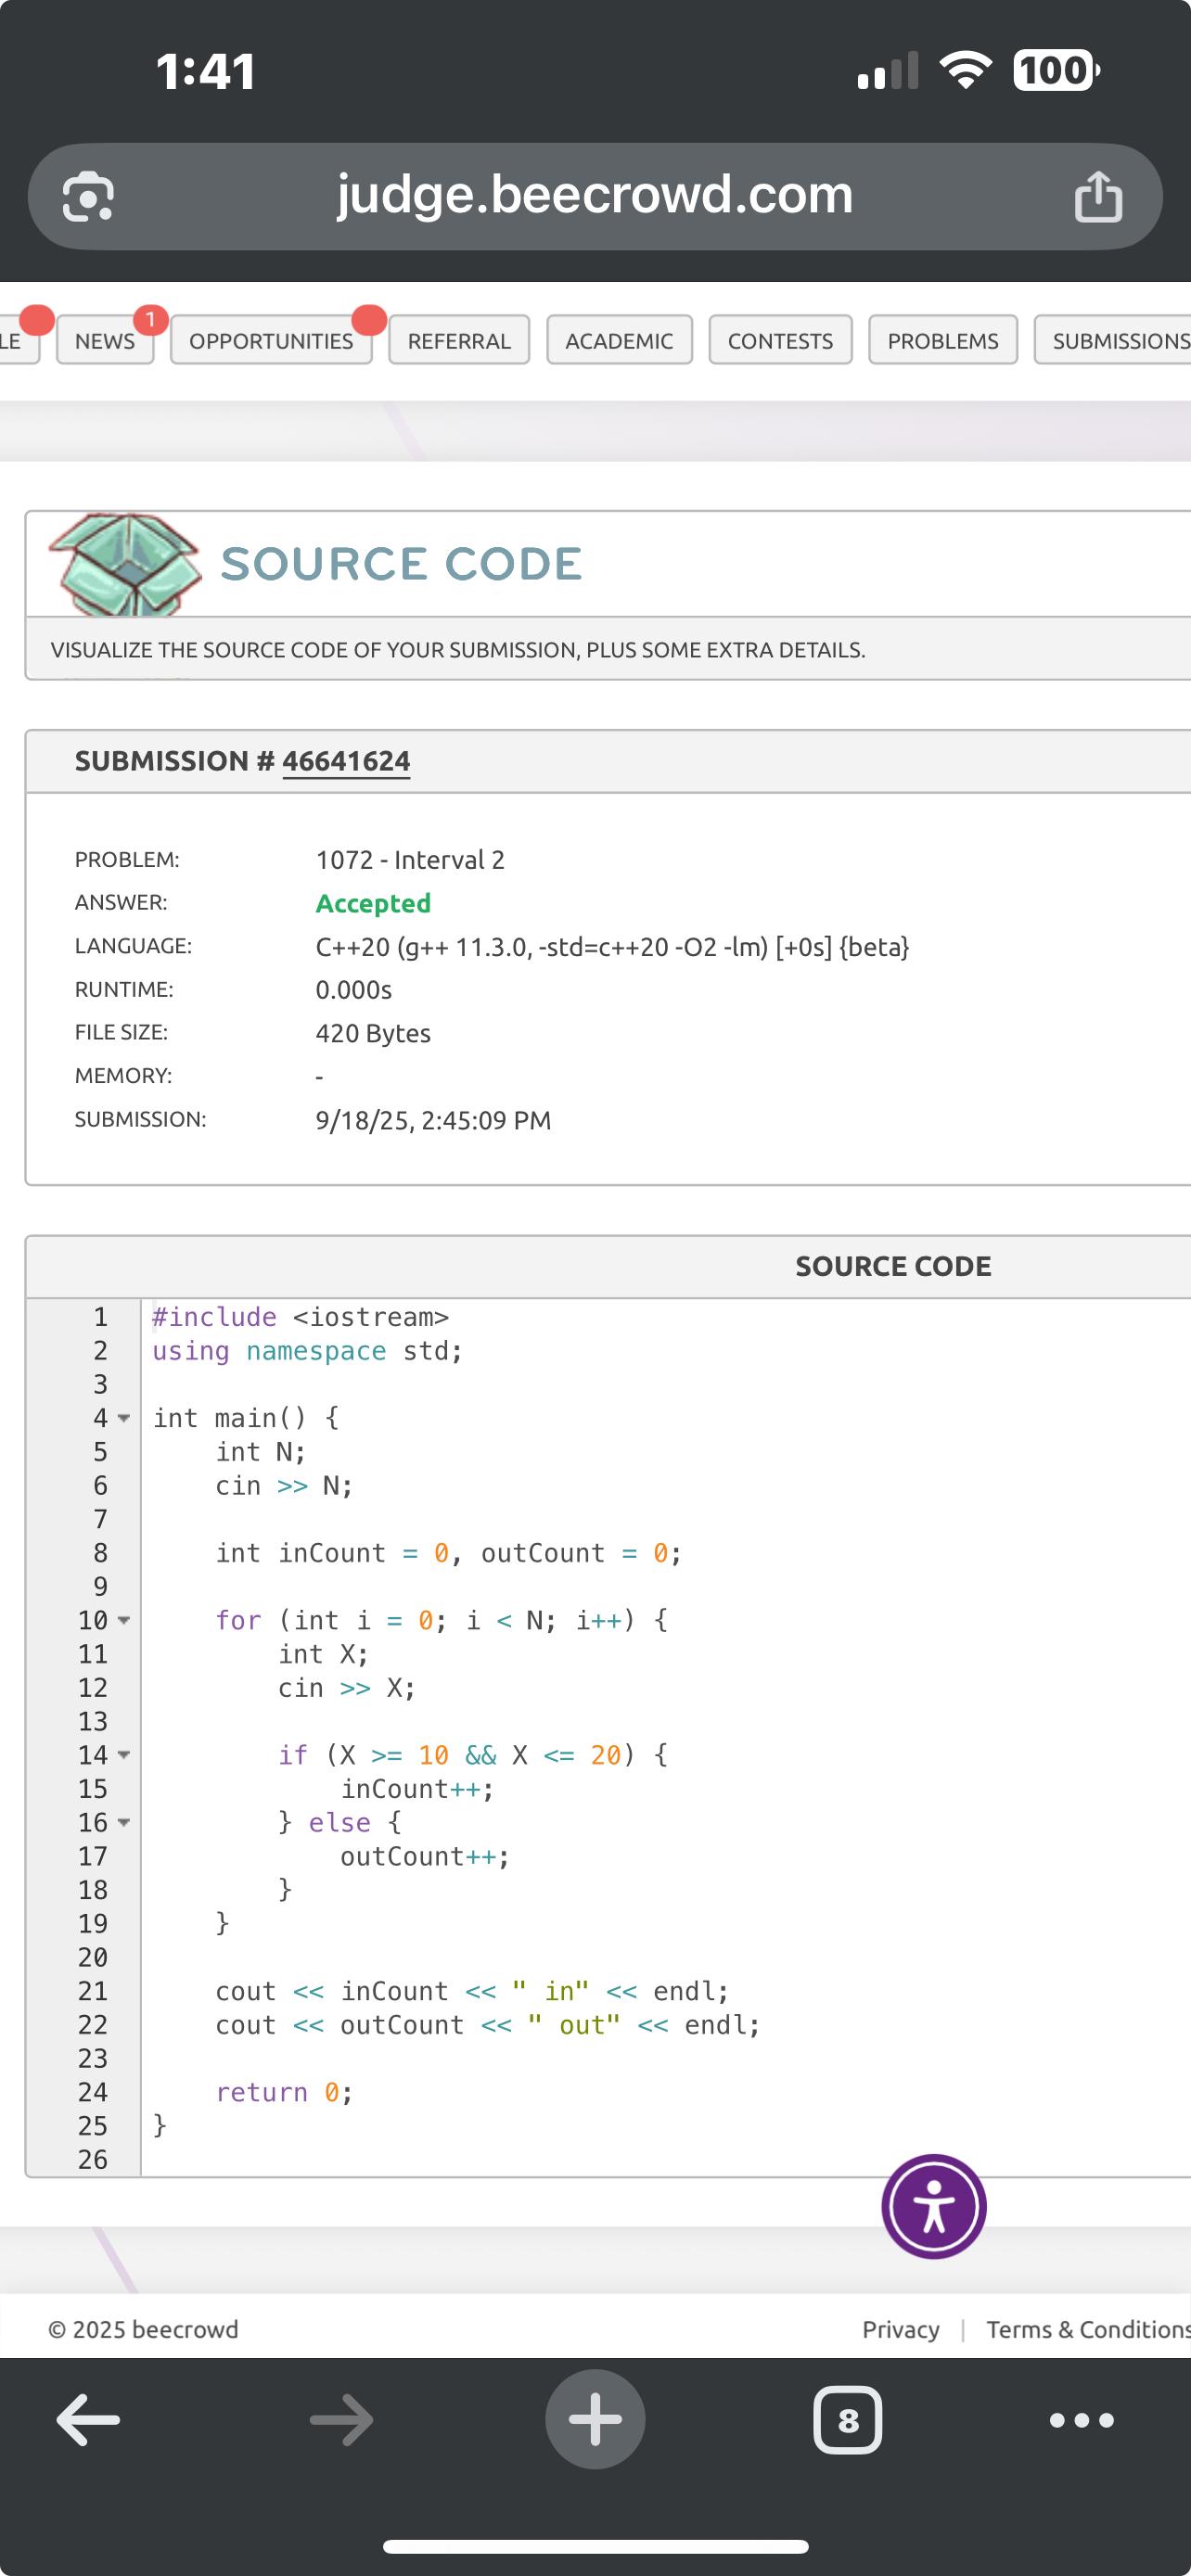 1:41
100
judge.beecrowd.com
LE
NEWS
1
OPPORTUNITIES
REFERRAL
ACADEMIC
CONTESTS
PROBLEMS
SUBMISSIONS
SOURCE CODE
VISUALIZE THE SOURCE CODE OF YOUR SUBMISSION, PLUS SOME EXTRA DETAILS.
SUBMISSION # 46641624
PROBLEM: 1072 - Interval 2
ANSWER: Accepted
LANGUAGE: C++20 (g++ 11.3.0, -std=c++20 -O2 -lm) [+0s] {beta}
RUNTIME: 0.000s
FILE SIZE: 420 Bytes
MEMORY: -
SUBMISSION: 9/18/25, 2:45:09 PM
SOURCE CODE
1 #include <iostream>
2 using namespace std;
3
4 int main() {
5     int N;
6     cin >> N;
7
8     int inCount = 0, outCount = 0;
9
10     for (int i = 0; i < N; i++) {
11         int X;
12         cin >> X;
13
14         if (X >= 10 && X <= 20) {
15             inCount++;
16         } else {
17             outCount++;
18         }
19     }
20
21     cout << inCount << " in" << endl;
22     cout << outCount << " out" << endl;
23
24     return 0;
25 }
26
© 2025 beecrowd
Privacy | Terms & Conditions
8